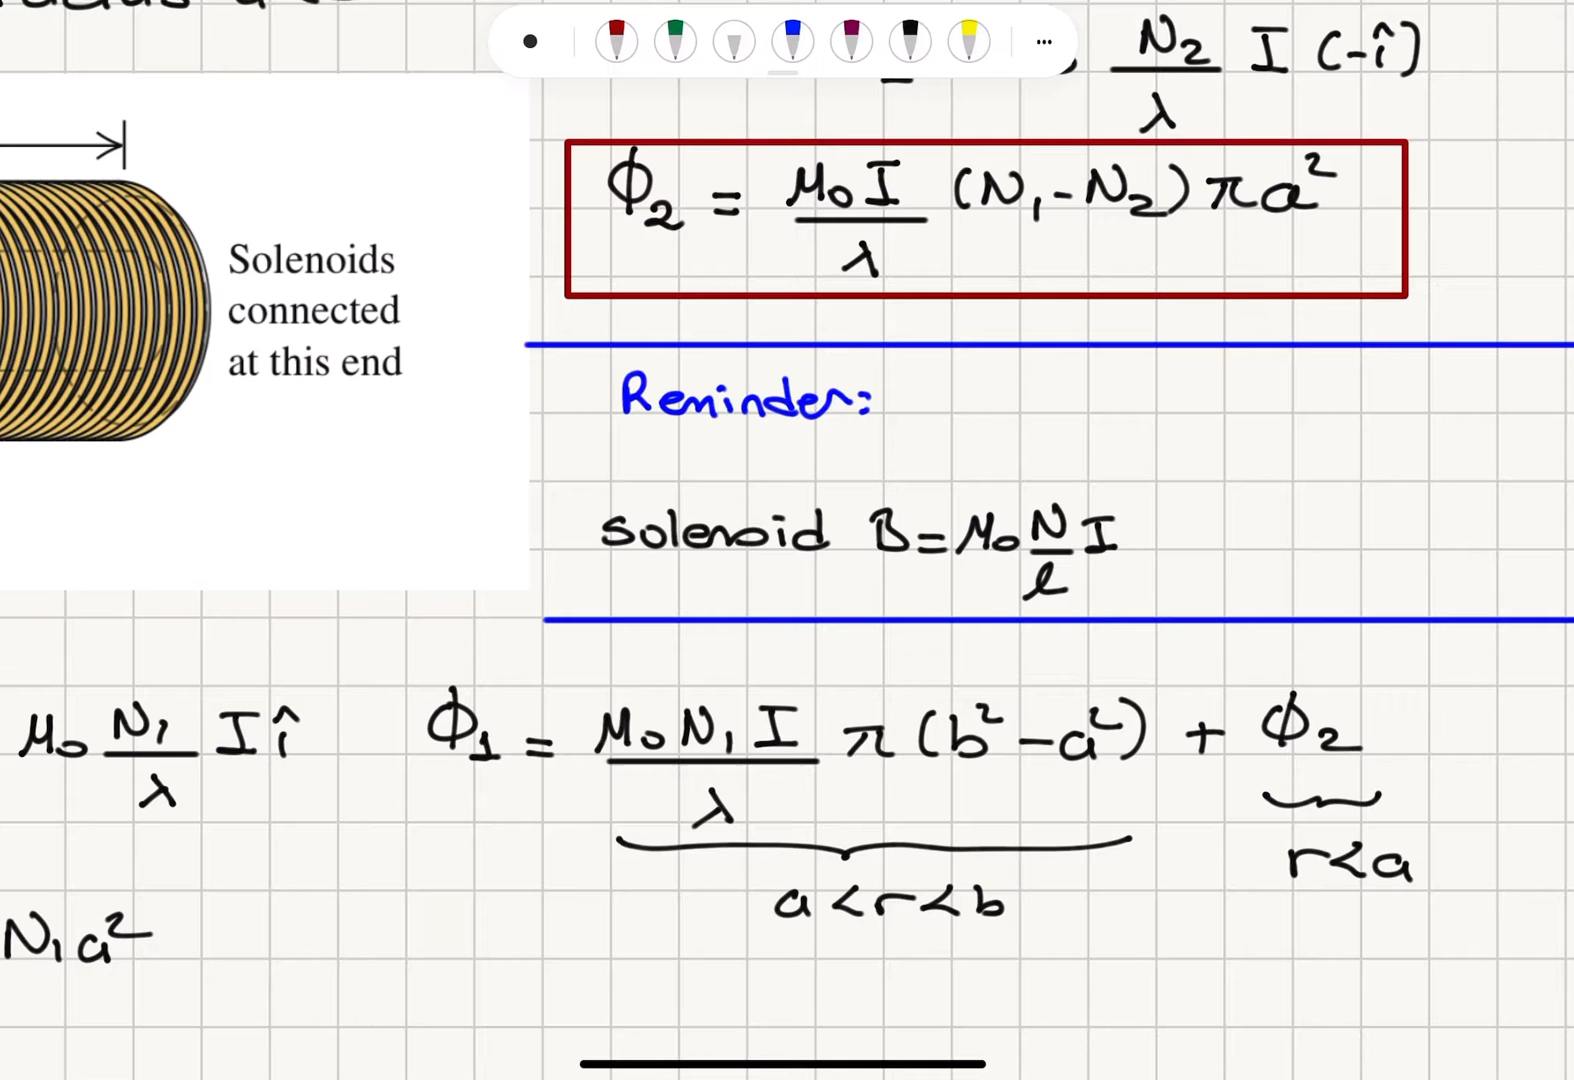 N₂/λ I (-î)
Φ₂ = μ₀I/λ (N₁-N₂)πa²
Solenoids
connected
at this end
Reminder:
solenoid B=μ₀ N/l I
μ₀ N₁/λ I î
Φ₁ = μ₀N₁I/λ π(b²-a²) + Φ₂
a<r<b
r<a
N₁a²